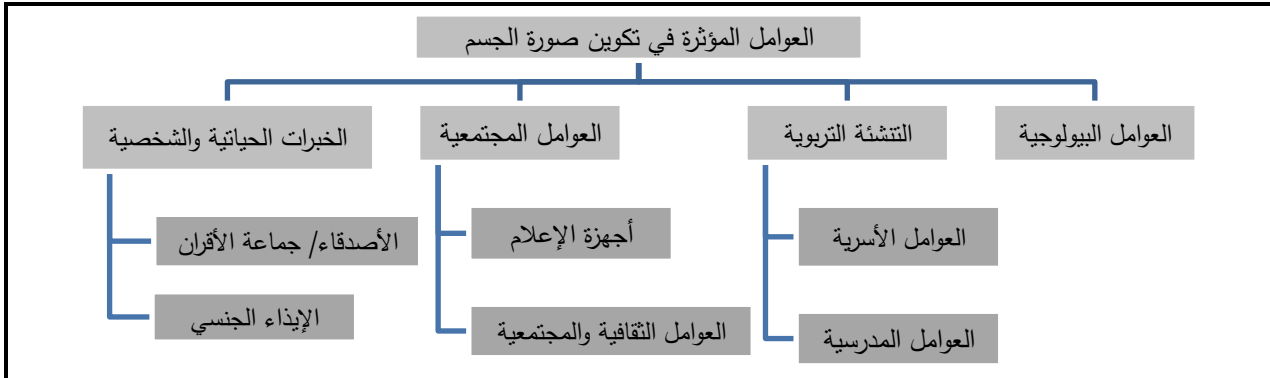 العوامل المؤثرة في تكوين صورة الجسم
العوامل البيولوجية
التنشئة التربوية
العوامل المجتمعية
الخبرات الحياتية والشخصية
العوامل الأسرية
أجهزة الإعلام
الأصدقاء/ جماعة الأقران
العوامل المدرسية
العوامل الثقافية والمجتمعية
الإيذاء الجنسي